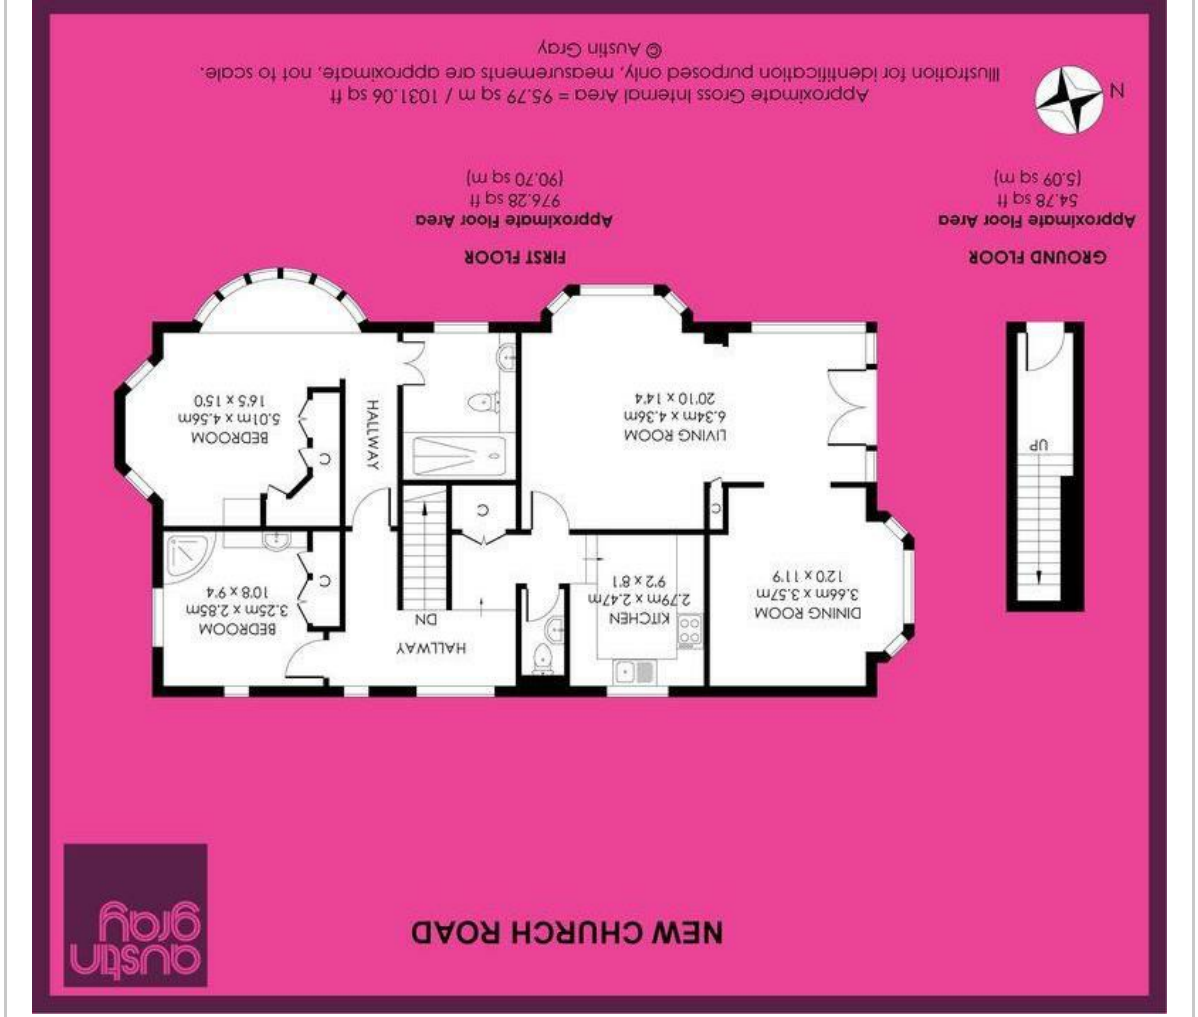 NEW CHURCH ROAD
austin
gray
DINING ROOM
3.66m x 3.57m
12'0 x 11'9
KITCHEN
2.79m x 2.47m
9'2 x 8'1
HALLWAY
DN
BEDROOM
3.25m x 2.85m
10'8 x 9'4
C
C
C
C
LIVING ROOM
6.34m x 4.36m
20'10 x 14'4
HALLWAY
BEDROOM
5.01m x 4.56m
16'5 x 15'0
UP
GROUND FLOOR
Approximate Floor Area
54.78 sq ft
(5.09 sq m)
FIRST FLOOR
Approximate Floor Area
976.28 sq ft
(90.70 sq m)
N
Approximate Gross Internal Area = 95.79 sq m / 1031.06 sq ft
Illustration for identification purposed only, measurements are approximate, not to scale.
© Austin Gray